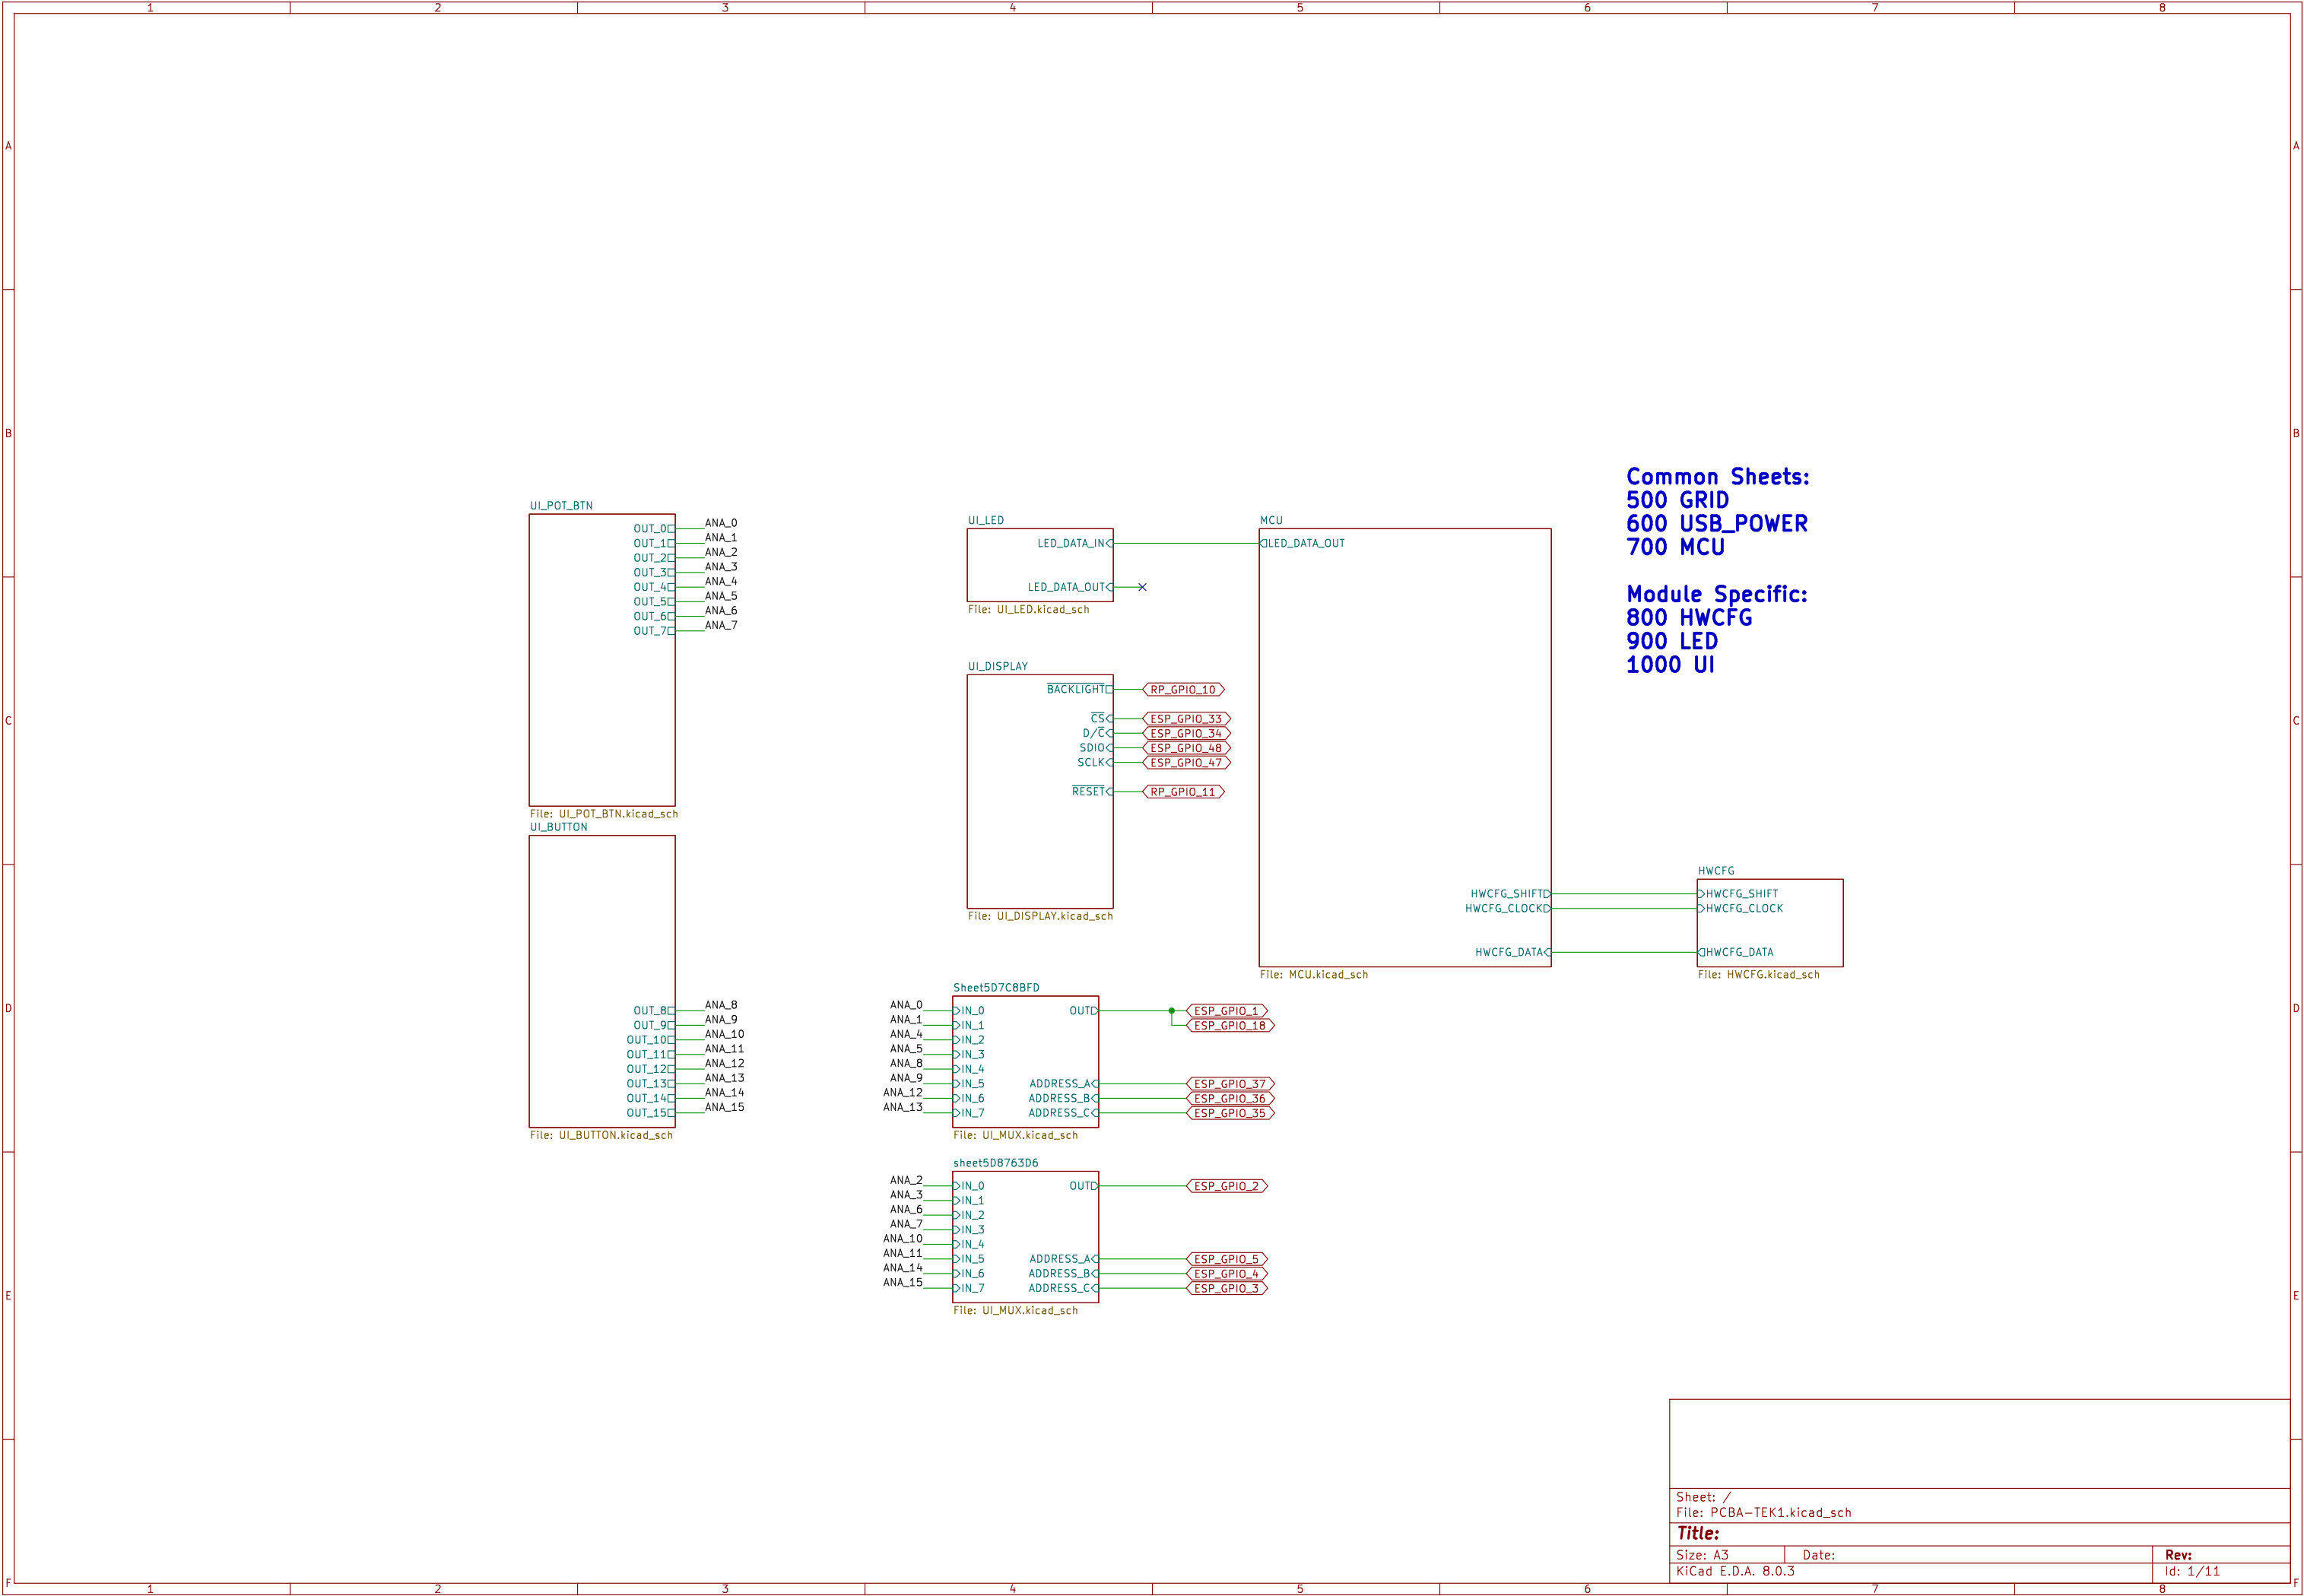 1 2 3 4 5 6 7 8
A A
B B
C C
D D
E E
F F
Common Sheets:
500 GRID
600 USB_POWER
700 MCU
Module Specific:
800 HWCFG
900 LED
1000 UI
UI_POT_BTN
OUT_0 ANA_0
OUT_1 ANA_1
OUT_2 ANA_2
OUT_3 ANA_3
OUT_4 ANA_4
OUT_5 ANA_5
OUT_6 ANA_6
OUT_7 ANA_7
File: UI_POT_BTN.kicad_sch
UI_BUTTON
OUT_8 ANA_8
OUT_9 ANA_9
OUT_10 ANA_10
OUT_11 ANA_11
OUT_12 ANA_12
OUT_13 ANA_13
OUT_14 ANA_14
OUT_15 ANA_15
File: UI_BUTTON.kicad_sch
UI_LED
LED_DATA_IN
LED_DATA_OUT
File: UI_LED.kicad_sch
UI_DISPLAY
BACKLIGHT RP_GPIO_10
CS ESP_GPIO_33
D/C ESP_GPIO_34
SDIO ESP_GPIO_48
SCLK ESP_GPIO_47
RESET RP_GPIO_11
File: UI_DISPLAY.kicad_sch
MCU
LED_DATA_OUT
HWCFG_SHIFT
HWCFG_CLOCK
HWCFG_DATA
File: MCU.kicad_sch
HWCFG
HWCFG_SHIFT
HWCFG_CLOCK
HWCFG_DATA
File: HWCFG.kicad_sch
Sheet5D7C8BFD
ANA_0 IN_0 OUT ESP_GPIO_1
ANA_1 IN_1 ESP_GPIO_18
ANA_4 IN_2
ANA_5 IN_3
ANA_8 IN_4
ANA_9 IN_5 ADDRESS_A ESP_GPIO_37
ANA_12 IN_6 ADDRESS_B ESP_GPIO_36
ANA_13 IN_7 ADDRESS_C ESP_GPIO_35
File: UI_MUX.kicad_sch
sheet5D8763D6
ANA_2 IN_0 OUT ESP_GPIO_2
ANA_3 IN_1
ANA_6 IN_2
ANA_7 IN_3
ANA_10 IN_4
ANA_11 IN_5 ADDRESS_A ESP_GPIO_5
ANA_14 IN_6 ADDRESS_B ESP_GPIO_4
ANA_15 IN_7 ADDRESS_C ESP_GPIO_3
File: UI_MUX.kicad_sch
Sheet: /
File: PCBA-TEK1.kicad_sch
Title:
Size: A3 Date: Rev:
KiCad E.D.A. 8.0.3 Id: 1/11
1 2 3 4 5 6 7 8